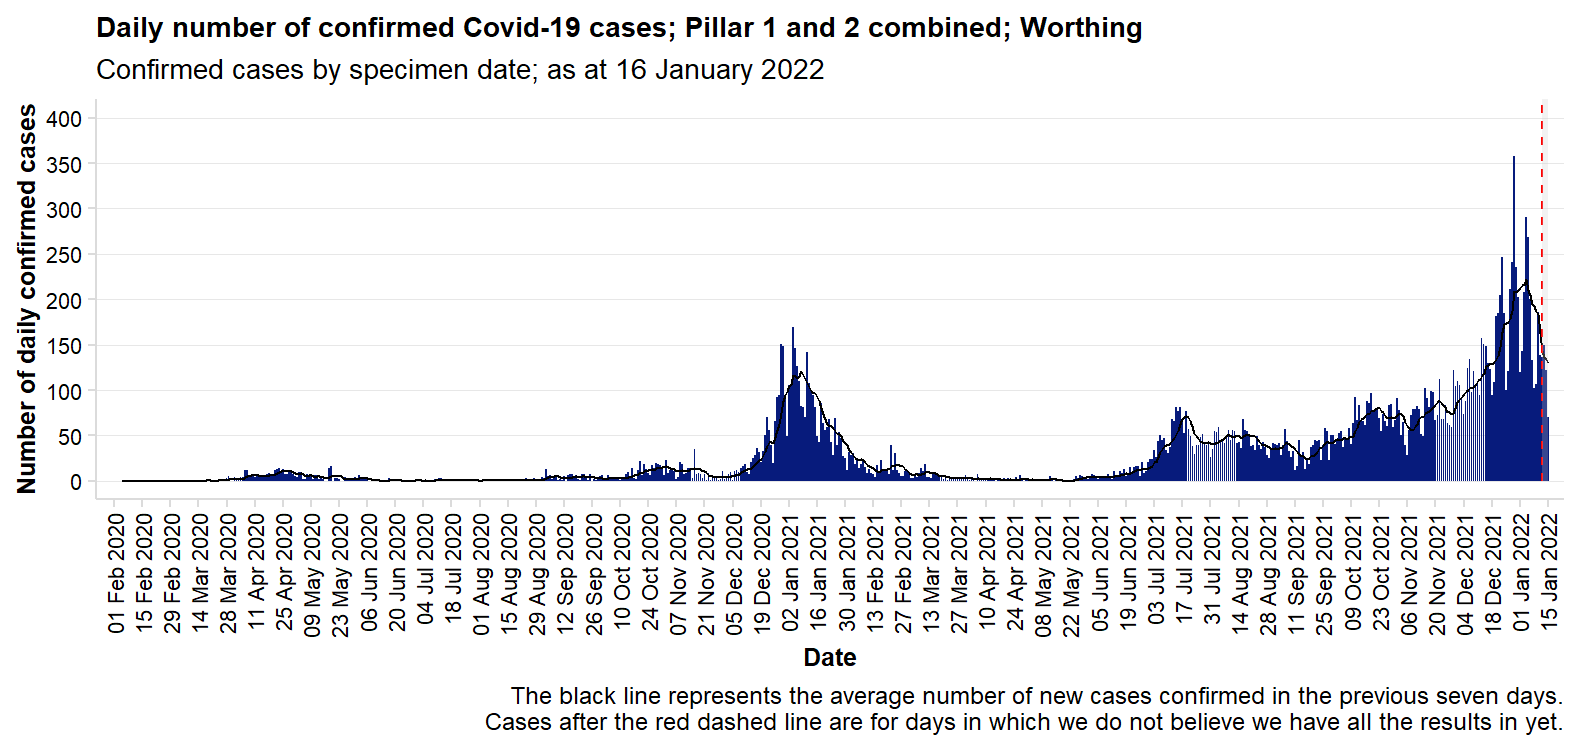 Daily number of confirmed Covid-19 cases; Pillar 1 and 2 combined; Worthing
Confirmed cases by specimen date; as at 16 January 2022
Number of daily confirmed cases
400
350
300
250
200
150
100
50
0
01 Feb 2020
15 Feb 2020
29 Feb 2020
14 Mar 2020
28 Mar 2020
11 Apr 2020
25 Apr 2020
09 May 2020
23 May 2020
06 Jun 2020
20 Jun 2020
04 Jul 2020
18 Jul 2020
01 Aug 2020
15 Aug 2020
29 Aug 2020
12 Sep 2020
26 Sep 2020
10 Oct 2020
24 Oct 2020
07 Nov 2020
21 Nov 2020
05 Dec 2020
19 Dec 2020
02 Jan 2021
16 Jan 2021
30 Jan 2021
13 Feb 2021
27 Feb 2021
13 Mar 2021
27 Mar 2021
10 Apr 2021
24 Apr 2021
08 May 2021
22 May 2021
05 Jun 2021
19 Jun 2021
03 Jul 2021
17 Jul 2021
31 Jul 2021
14 Aug 2021
28 Aug 2021
11 Sep 2021
25 Sep 2021
09 Oct 2021
23 Oct 2021
06 Nov 2021
20 Nov 2021
04 Dec 2021
18 Dec 2021
01 Jan 2022
15 Jan 2022
Date
The black line represents the average number of new cases confirmed in the previous seven days.
Cases after the red dashed line are for days in which we do not believe we have all the results in yet.